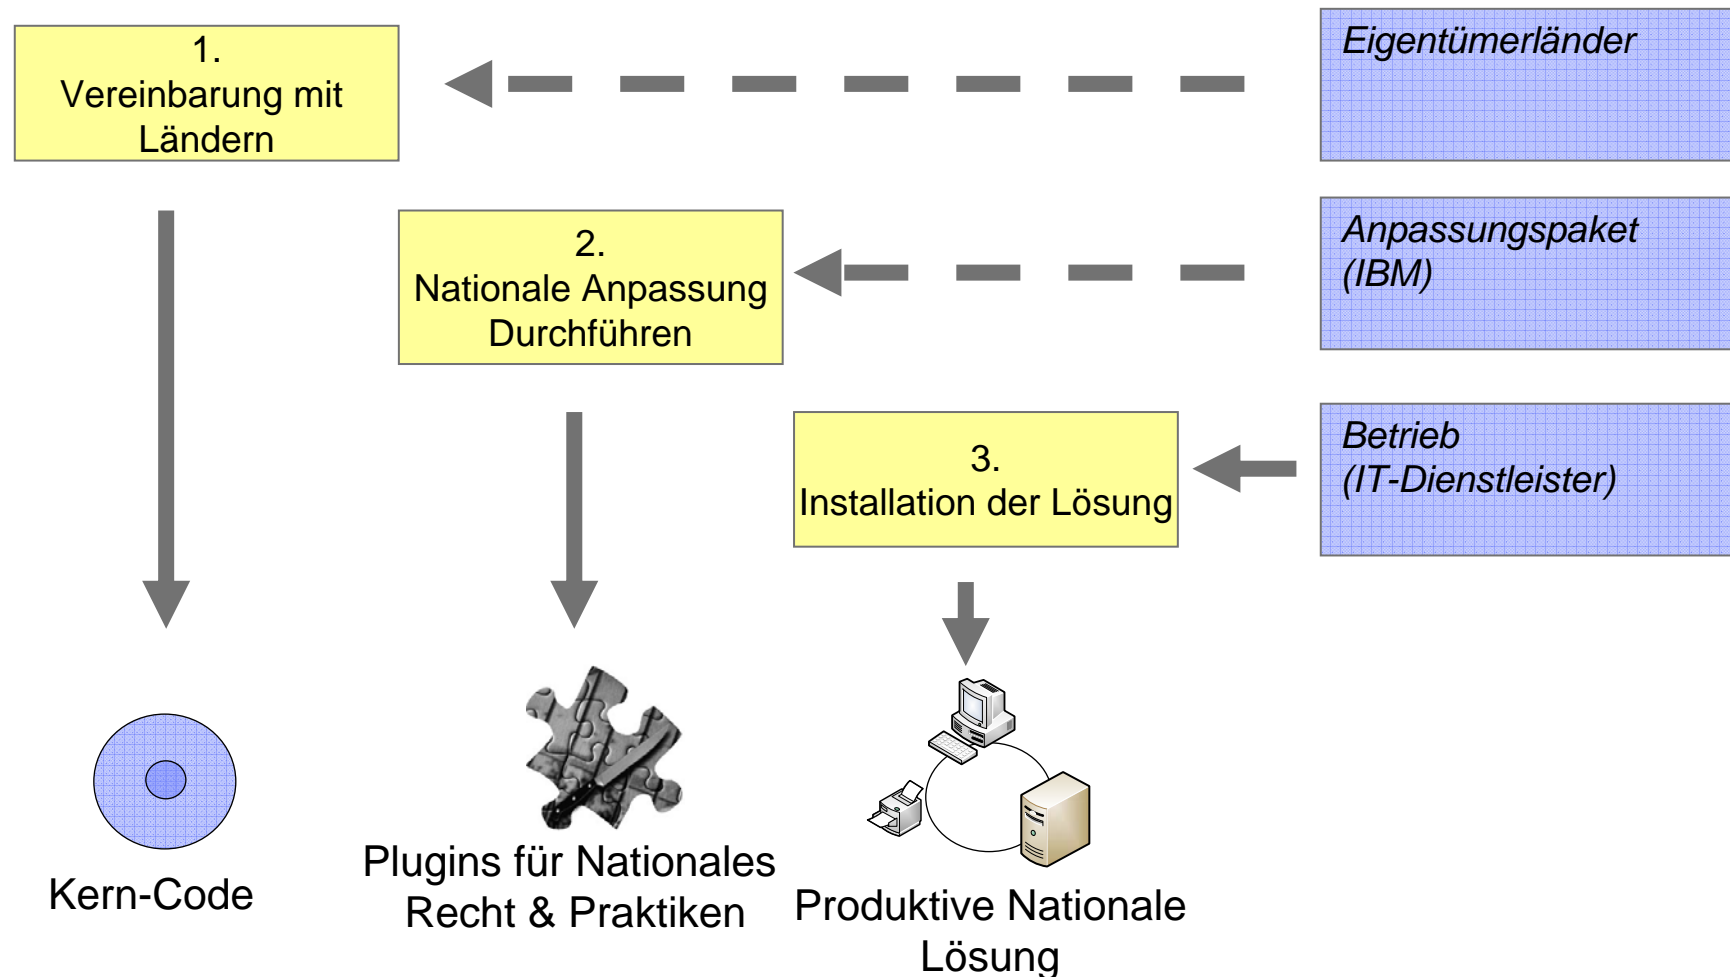 1.
Vereinbarung mit
Ländern
Eigentümerländer
2.
Nationale Anpassung
Durchführen
Anpassungspaket
(IBM)
3.
Installation der Lösung
Betrieb
(IT-Dienstleister)
Kern-Code
Plugins für Nationales
Recht & Praktiken
Produktive Nationale
Lösung